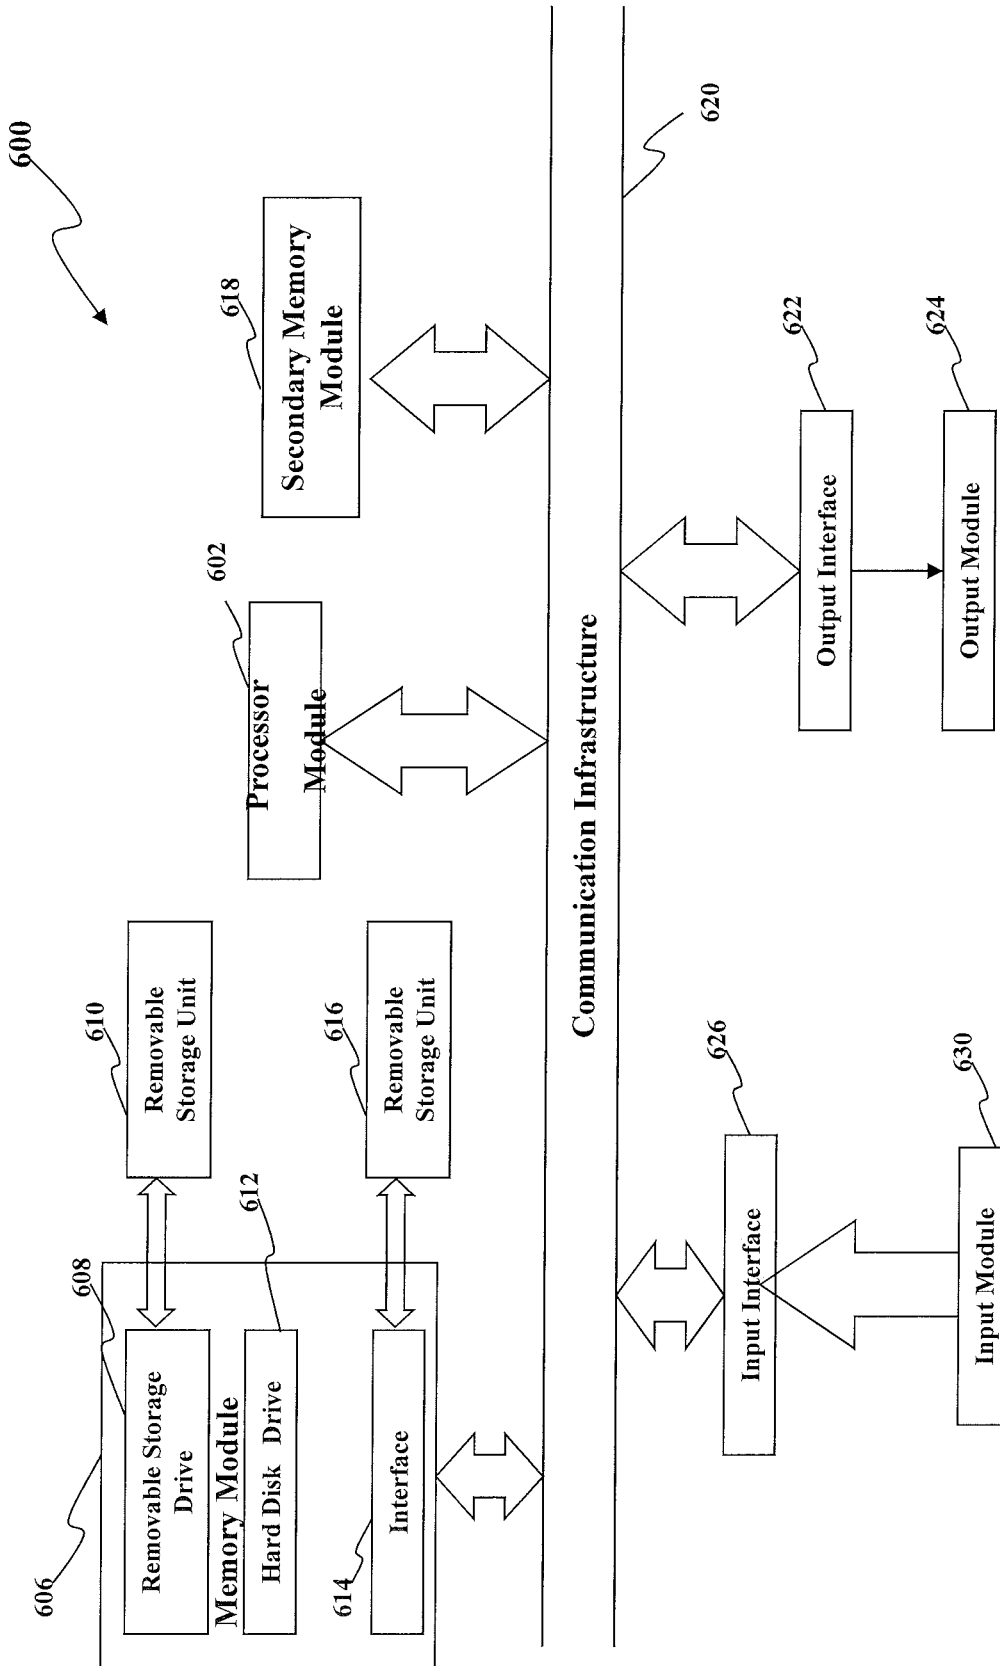 600
606
608
Removable Storage
Drive
Memory Module
612
Hard Disk Drive
614
Interface
610
Removable
Storage Unit
616
Removable
Storage Unit
602
Processor
Module
618
Secondary Memory
Module
Communication Infrastructure
620
626
Input Interface
630
Input Module
622
Output Interface
624
Output Module